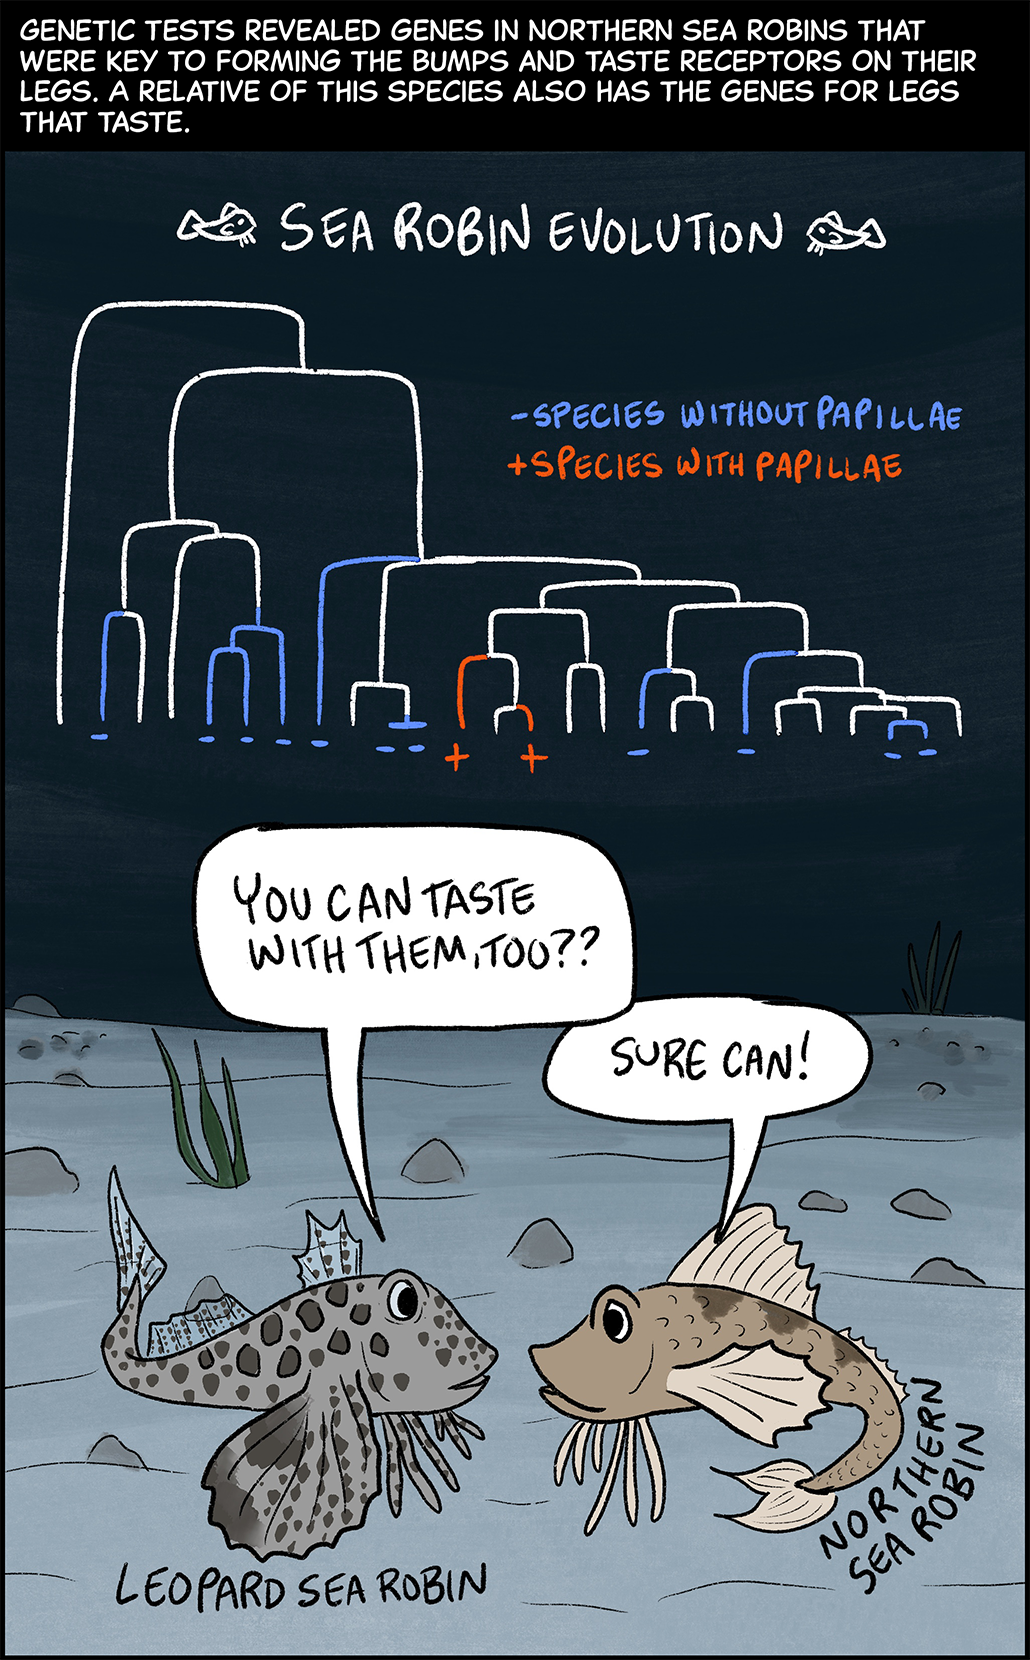 GENETIC TESTS REVEALED GENES IN NORTHERN SEA ROBINS THAT
WERE KEY TO FORMING THE BUMPS AND TASTE RECEPTORS ON THEIR
LEGS. A RELATIVE OF THIS SPECIES ALSO HAS THE GENES FOR LEGS
THAT TASTE.
SEA ROBIN EVOLUTION
-SPECIES WITHOUT PAPILLAE
+SPECIES WITH PAPILLAE
- - - - - - - + + - - - -
YOU CAN TASTE
WITH THEM, TOO??
SURE CAN!
LEOPARD SEA ROBIN
NORTHERN
SEA ROBIN